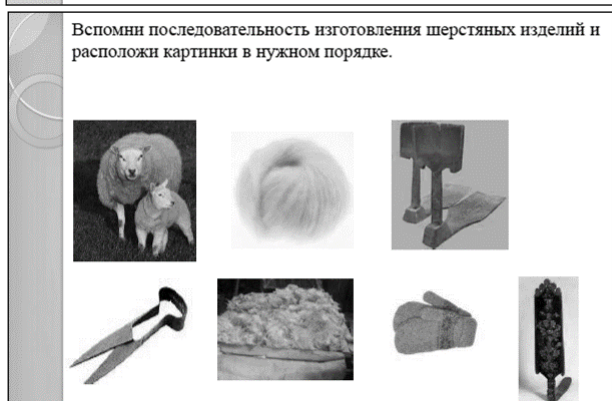 Вспомни последовательность изготовления шерстяных изделий и
расположи картинки в нужном порядке.